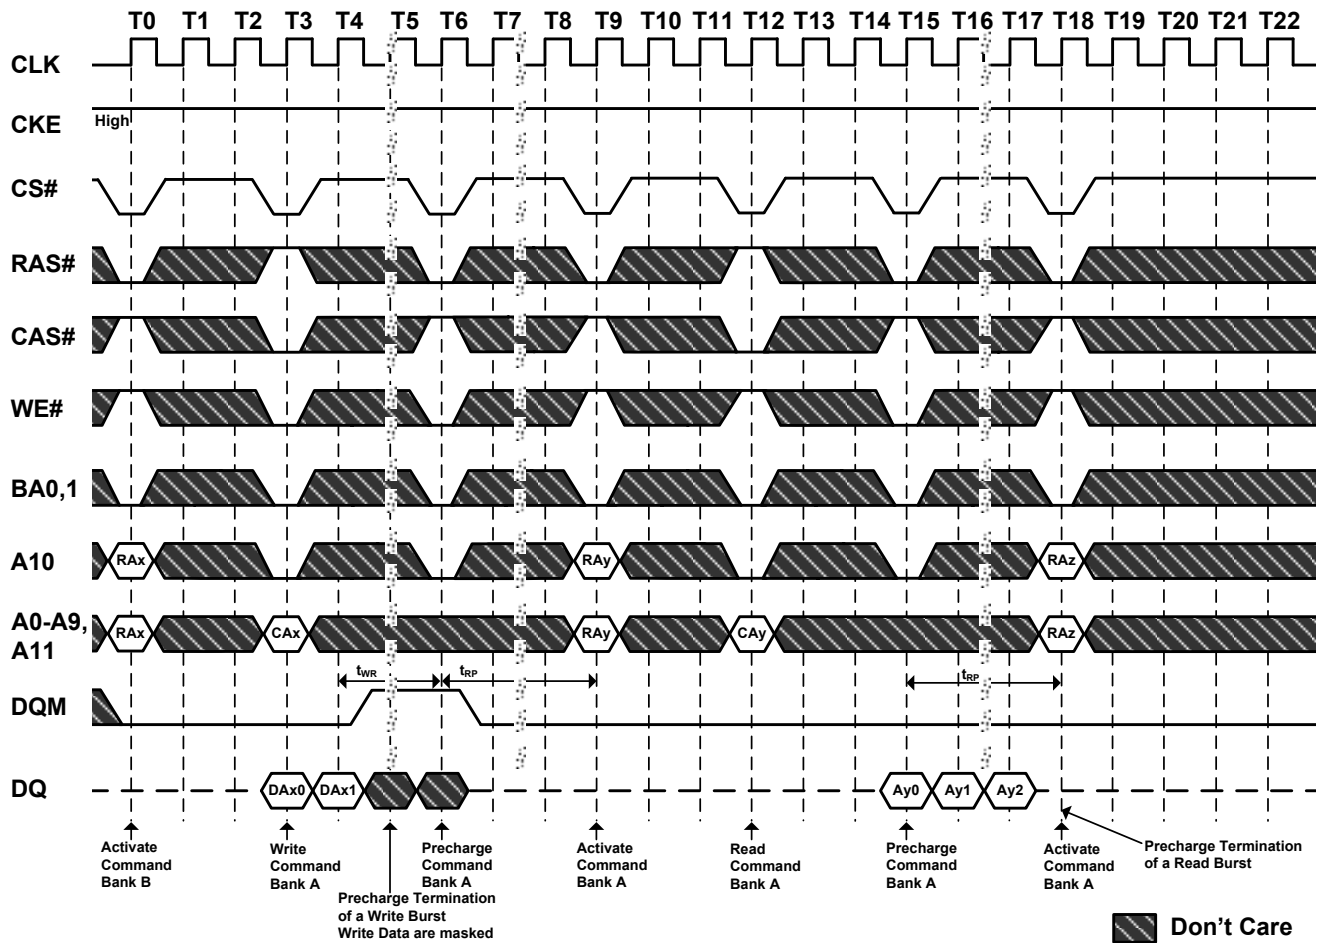 T0 T1 T2 T3 T4 T5 T6 T7 T8 T9 T10 T11 T12 T13 T14 T15 T16 T17 T18 T19 T20 T21 T22
CLK
CKE
High
CS#
RAS#
CAS#
WE#
BA0,1
A10
RAx RAy RAz
A0-A9,
A11
RAx CAx RAy CAy RAz
tWR tRP tRP
DQM
DQ
DAx0 DAx1 Ay0 Ay1 Ay2
Activate
Command
Bank B
Write
Command
Bank A
Precharge Termination
of a Write Burst
Write Data are masked
Precharge
Command
Bank A
Activate
Command
Bank A
Read
Command
Bank A
Precharge
Command
Bank A
Activate
Command
Bank A
Precharge Termination
of a Read Burst
Don't Care